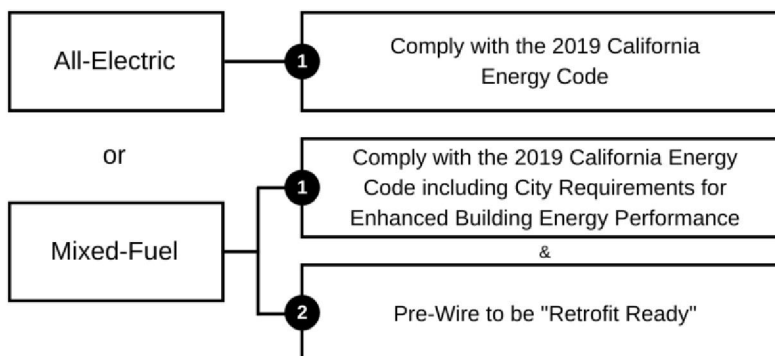 All-Electric
1
Comply with the 2019 California
Energy Code
or
Mixed-Fuel
1
Comply with the 2019 California Energy
Code including City Requirements for
Enhanced Building Energy Performance
&
2
Pre-Wire to be "Retrofit Ready"